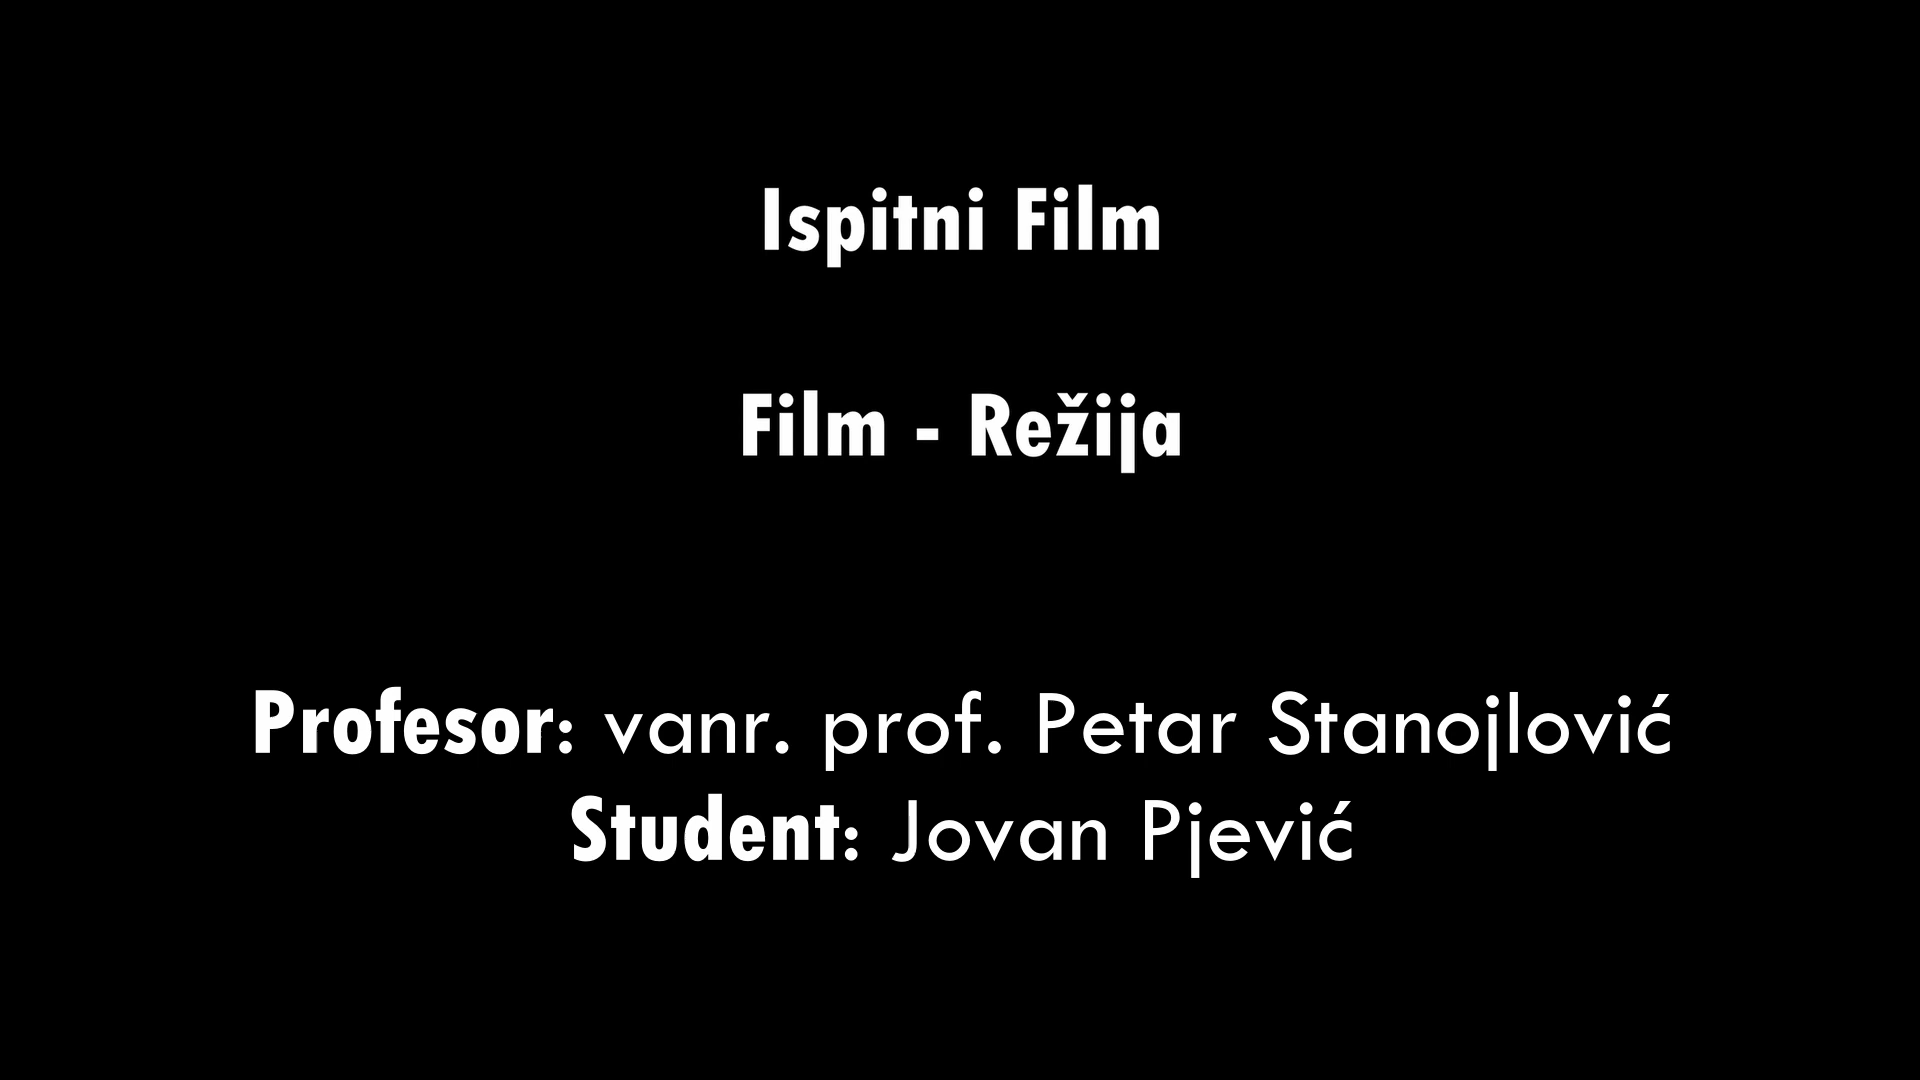 Ispitni Film
Film - Režija
Profesor: vanr. prof. Petar Stanojlović
Student: Jovan Pjević